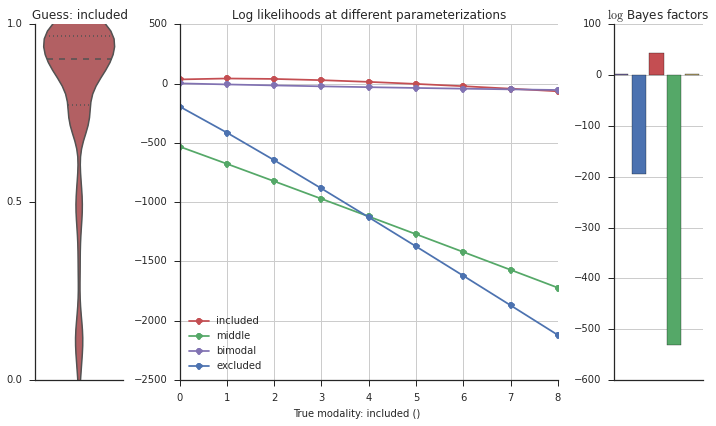 Guess: included
1.0
0.5
0.0
Log likelihoods at different parameterizations
500
0
−500
−1000
−1500
−2000
−2500
included
middle
bimodal
excluded
0 1 2 3 4 5 6 7 8
True modality: included ()
log Bayes factors
100
0
−100
−200
−300
−400
−500
−600